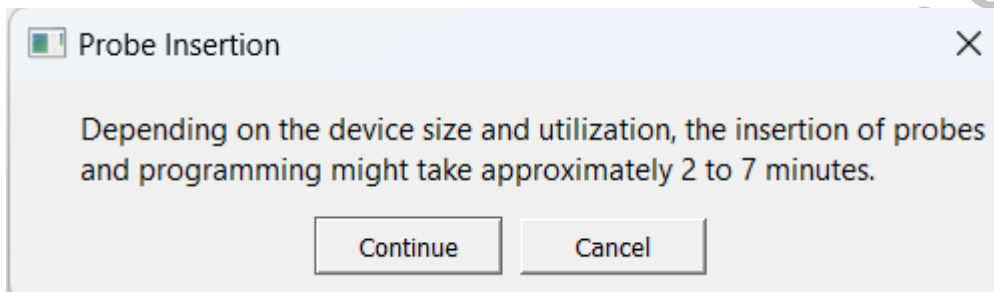 Probe Insertion
Depending on the device size and utilization, the insertion of probes
and programming might take approximately 2 to 7 minutes.
Continue Cancel